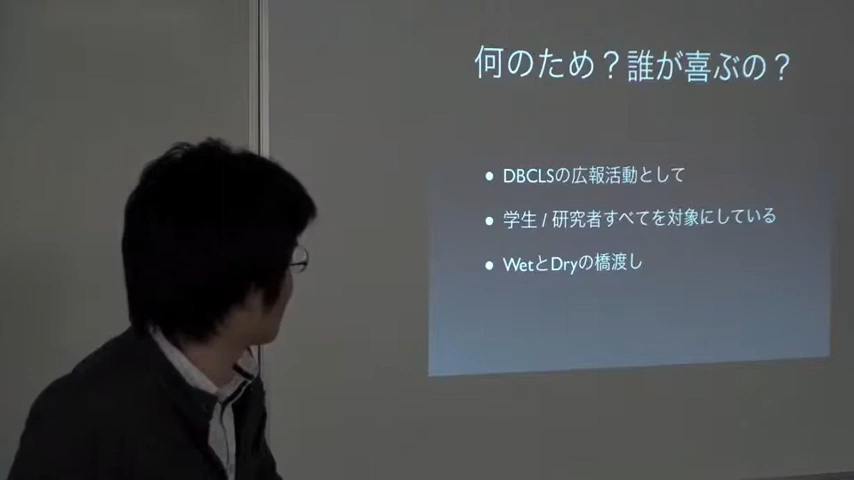 何のため？誰が喜ぶの？
• DBCLSの広報活動として
• 学生 / 研究者すべてを対象にしている
• WetとDryの橋渡し